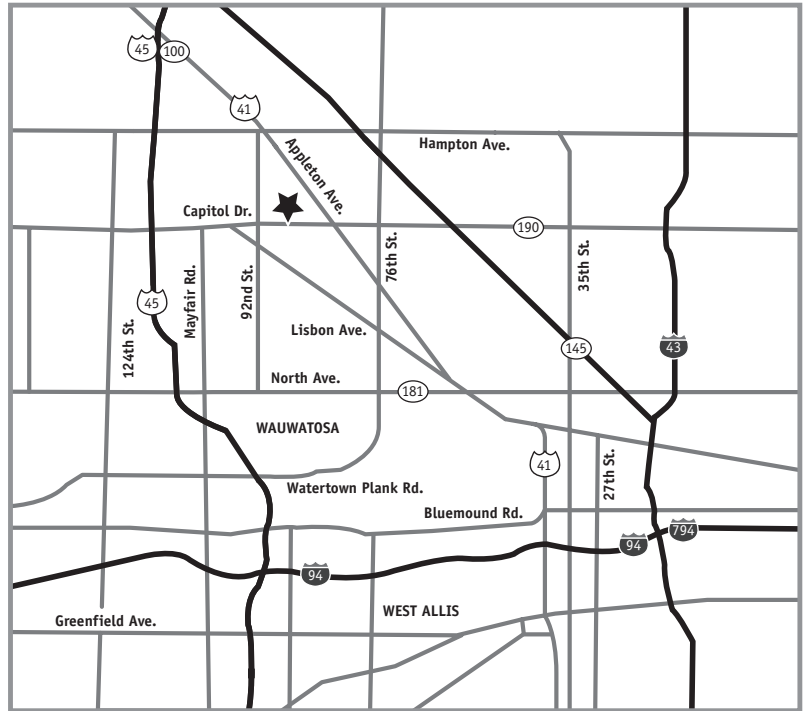 45
100
41
Hampton Ave.
Appleton Ave.
Capitol Dr.
190
76th St.
35th St.
92nd St.
Mayfair Rd.
45
124th St.
Lisbon Ave.
145
43
North Ave.
181
WAUWATOSA
41
27th St.
Watertown Plank Rd.
Bluemound Rd.
794
94
94
WEST ALLIS
Greenfield Ave.